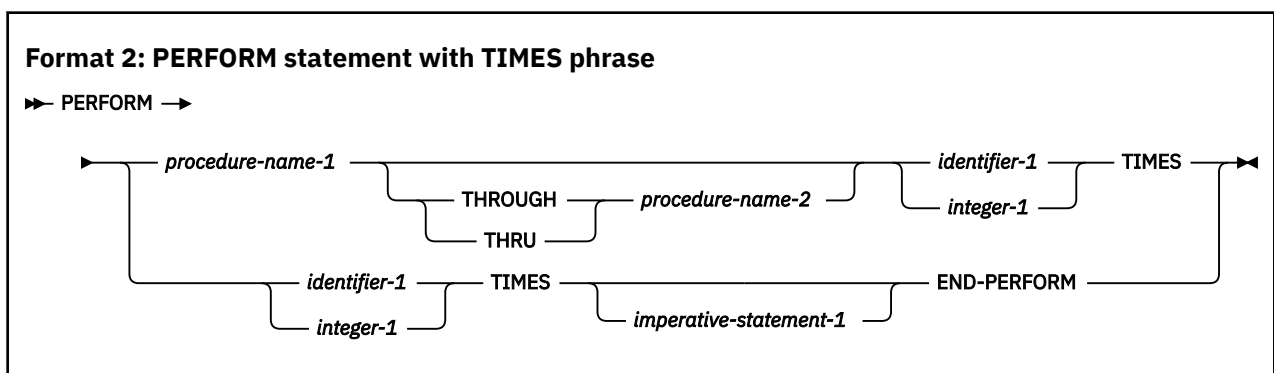 Format 2: PERFORM statement with TIMES phrase
PERFORM
procedure-name-1 identifier-1 TIMES
THROUGH procedure-name-2 integer-1
THRU
identifier-1 TIMES END-PERFORM
integer-1 imperative-statement-1